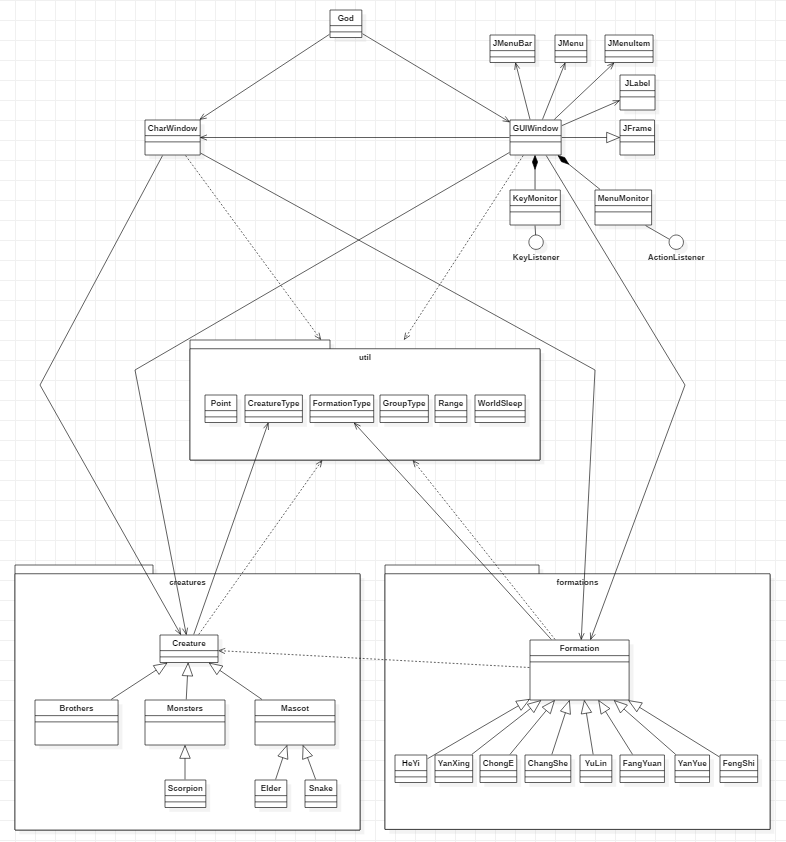 God
JMenuBar
JMenu
JMenuItem
JLabel
CharWindow
GUIWindow
JFrame
KeyMonitor
MenuMonitor
KeyListener
ActionListener
util
Point
CreatureType
FormationType
GroupType
Range
WorldSleep
creatures
formations
Creature
Formation
Brothers
Monsters
Mascot
HeYi
YanXing
ChongE
ChangShe
YuLin
FangYuan
YanYue
FengShi
Scorpion
Elder
Snake